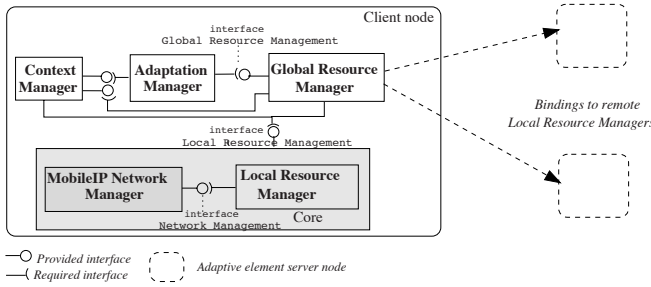 Client node
interface
Global Resource Management
Context
Manager
Adaptation
Manager
Global Resource
Manager
Bindings to remote
Local Resource Managers
interface
Local Resource Management
MobileIP Network
Manager
Local Resource
Manager
interface
Network Management
Core
Provided interface
Required interface
Adaptive element server node